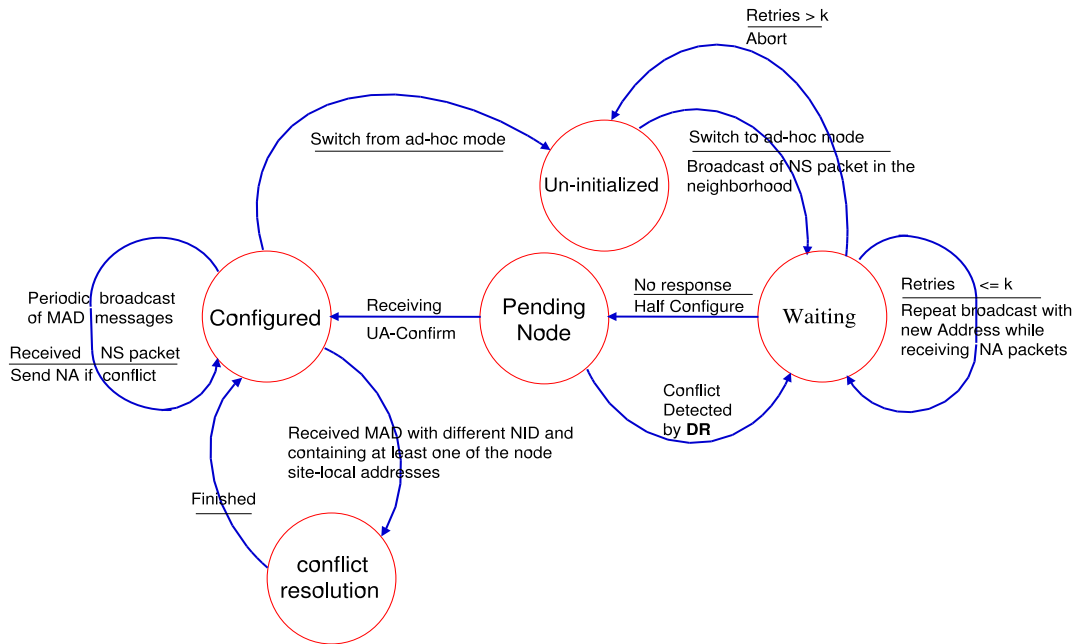 Retries > k
Abort
Switch from ad-hoc mode
Switch to ad-hoc mode
Broadcast of NS packet in the
neighborhood
Un-initialized
Periodic broadcast
of MAD messages
Received NS packet
Send NA if conflict
Configured
Receiving
UA-Confirm
Pending
Node
No response
Half Configure
Waiting
Retries <= k
Repeat broadcast with
new Address while
receiving NA packets
Conflict
Detected
by DR
Received MAD with different NID and
containing at least one of the node
site-local addresses
Finished
conflict
resolution